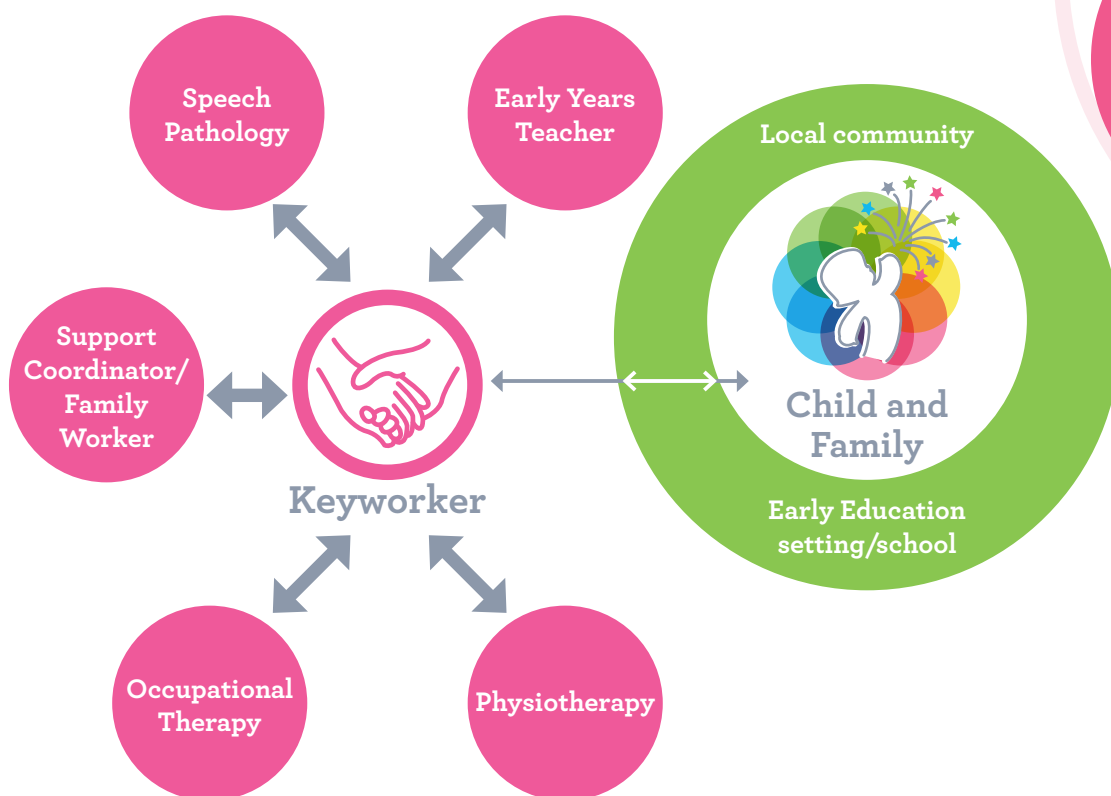 Speech
Pathology
Early Years
Teacher
Local community
Support
Coordinator/
Family
Worker
Child and
Family
Keyworker
Early Education
setting/school
Occupational
Therapy
Physiotherapy